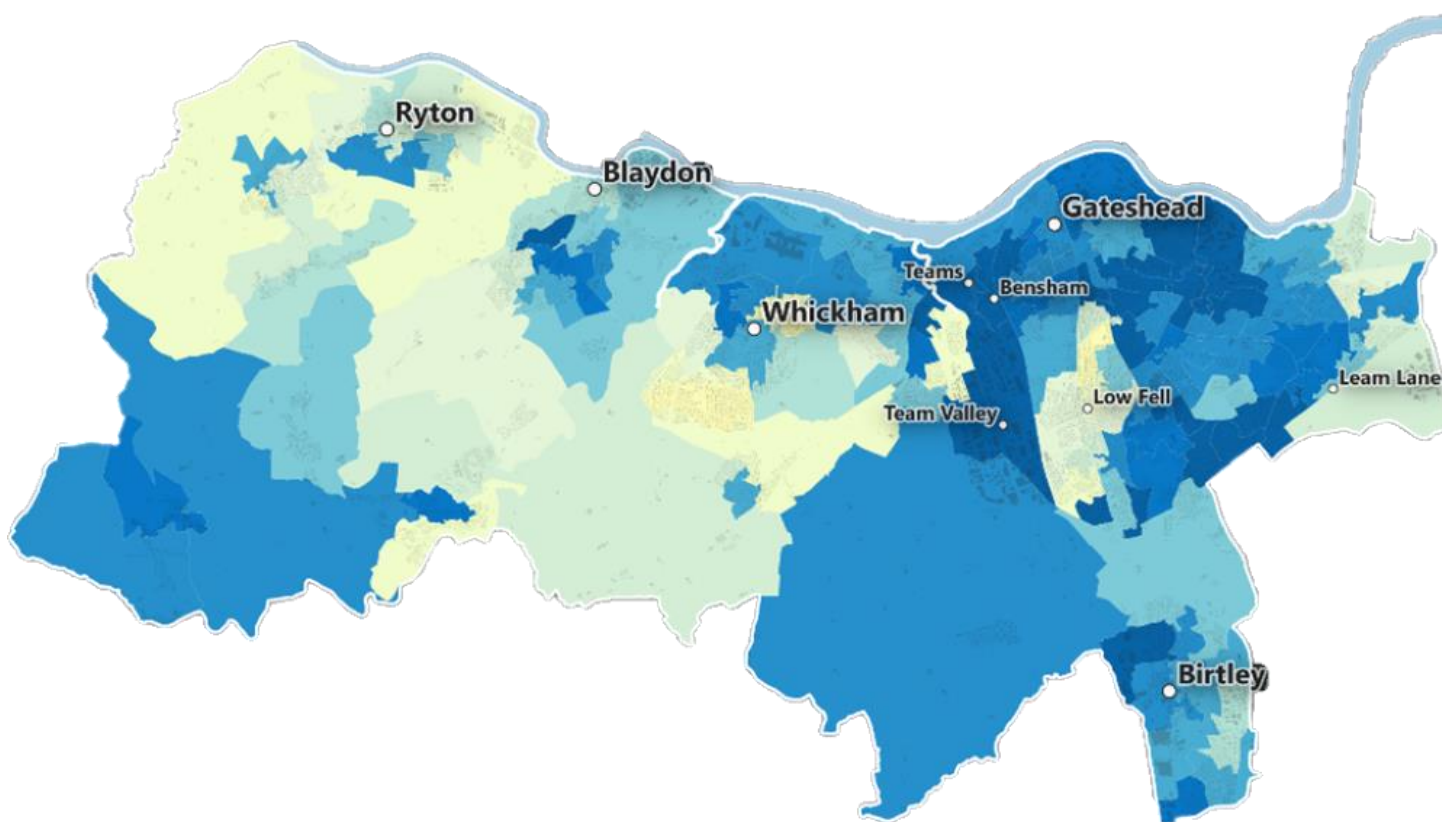 Ryton
Blaydon
Gateshead
Teams
Bensham
Whickham
Leam Lane
Low Fell
Team Valley
Birtley